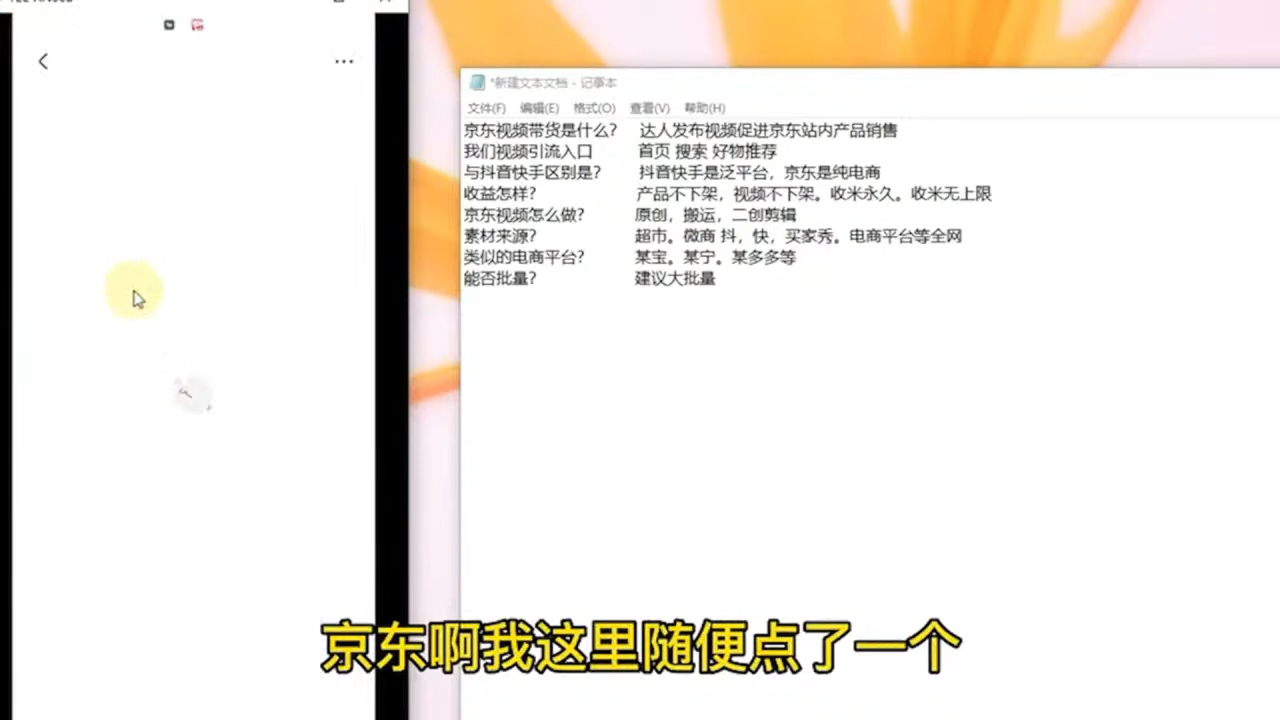 *新建文本文档 - 记事本
文件(F) 编辑(E) 格式(O) 查看(V) 帮助(H)
京东视频带货是什么? 达人发布视频促进京东站内产品销售
我们视频引流入口 首页 搜索 好物推荐
与抖音快手区别是? 抖音快手是泛平台，京东是纯电商
收益怎样? 产品不下架，视频不下架。收米永久。收米无上限
京东视频怎么做? 原创，搬运，二创剪辑
素材来源? 超市。微商 抖，快，买家秀。电商平台等全网
类似的电商平台? 某宝。某宁。某多多等
能否批量? 建议大批量
京东啊我这里随便点了一个